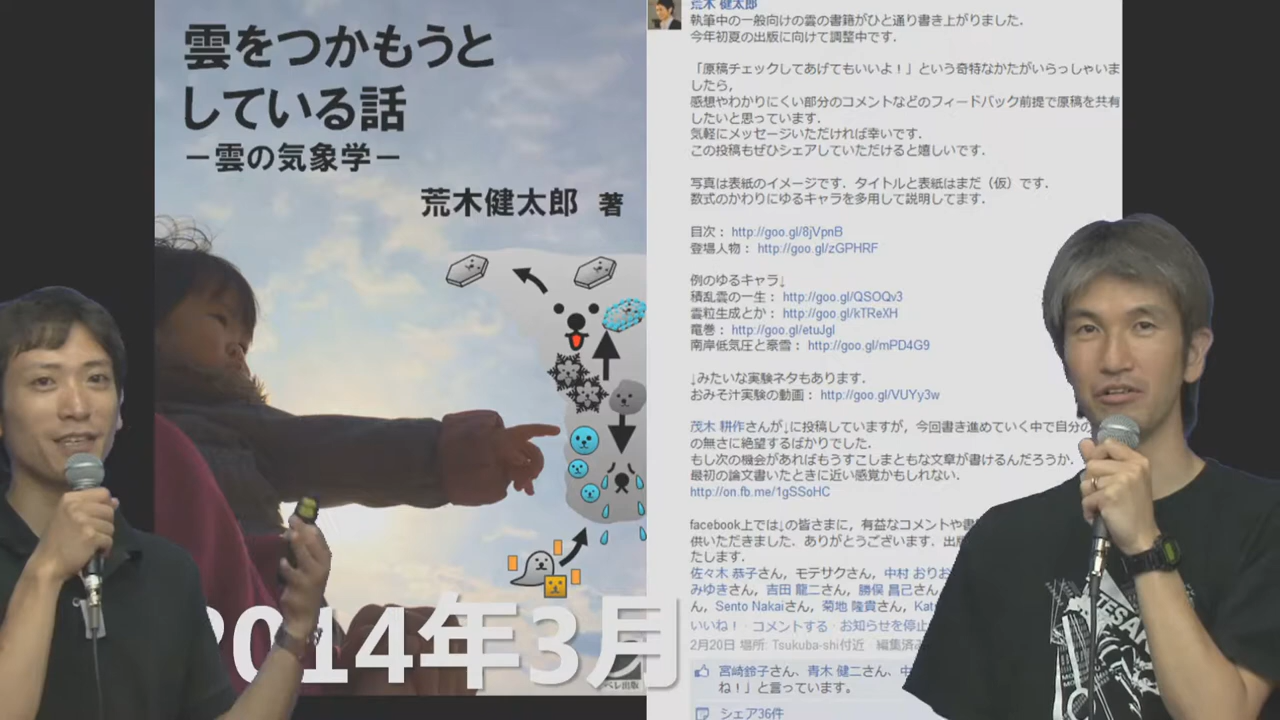 雲をつかもうと
している話
－雲の気象学－
荒木健太郎 著
2014年3月
荒木 健太郎
執筆中の一般向けの雲の書籍がひと通り書き上がりました．
今年初夏の出版に向けて調整中です．
「原稿チェックしてあげてもいいよ！」という奇特なかたがいらっしゃいま
したら，
感想やわかりにくい部分のコメントなどのフィードバック前提で原稿を共有
したいと思っています．
気軽にメッセージいただければ幸いです．
この投稿もぜひシェアしていただけると嬉しいです．
写真は表紙のイメージです．タイトルと表紙はまだ（仮）です．
数式のかわりにゆるキャラを多用して説明してます．
目次： http://goo.gl/8jVpnB
登場人物： http://goo.gl/zGPHRF
例のゆるキャラ↓
積乱雲の一生： http://goo.gl/QSOQv3
雲粒生成とか： http://goo.gl/kTReXH
竜巻： http://goo.gl/etuJgl
南岸低気圧と豪雪： http://goo.gl/mPD4G9
↓みたいな実験ネタもあります．
おみそ汁実験の動画： http://goo.gl/VUYy3w
茂木 耕作さんが↓に投稿していますが，今回書き進めていく中で自分の
の無さに絶望するばかりでした．
もし次の機会があればもうすこしまともな文章が書けるんだろうか．
最初の論文書いたときに近い感覚かもしれない．
http://on.fb.me/1gSSoHC
facebook上では↓の皆さまに，有益なコメントや
供いただきました．ありがとうございます．出
たします．
佐々木 恭子さん，モテサクさん，中村 おりお
みゆきさん，吉田 龍二さん，勝俣 昌己さん，
ん，Sento Nakaiさん，菊地 隆貴さん，Kat
いいね！ · コメントする · お知らせを停止
2月20日 場所: Tsukuba-shi付近 · 編集済み
宮崎鈴子さん、青木 健二さん、中
ね！」と言っています。
シェア36件